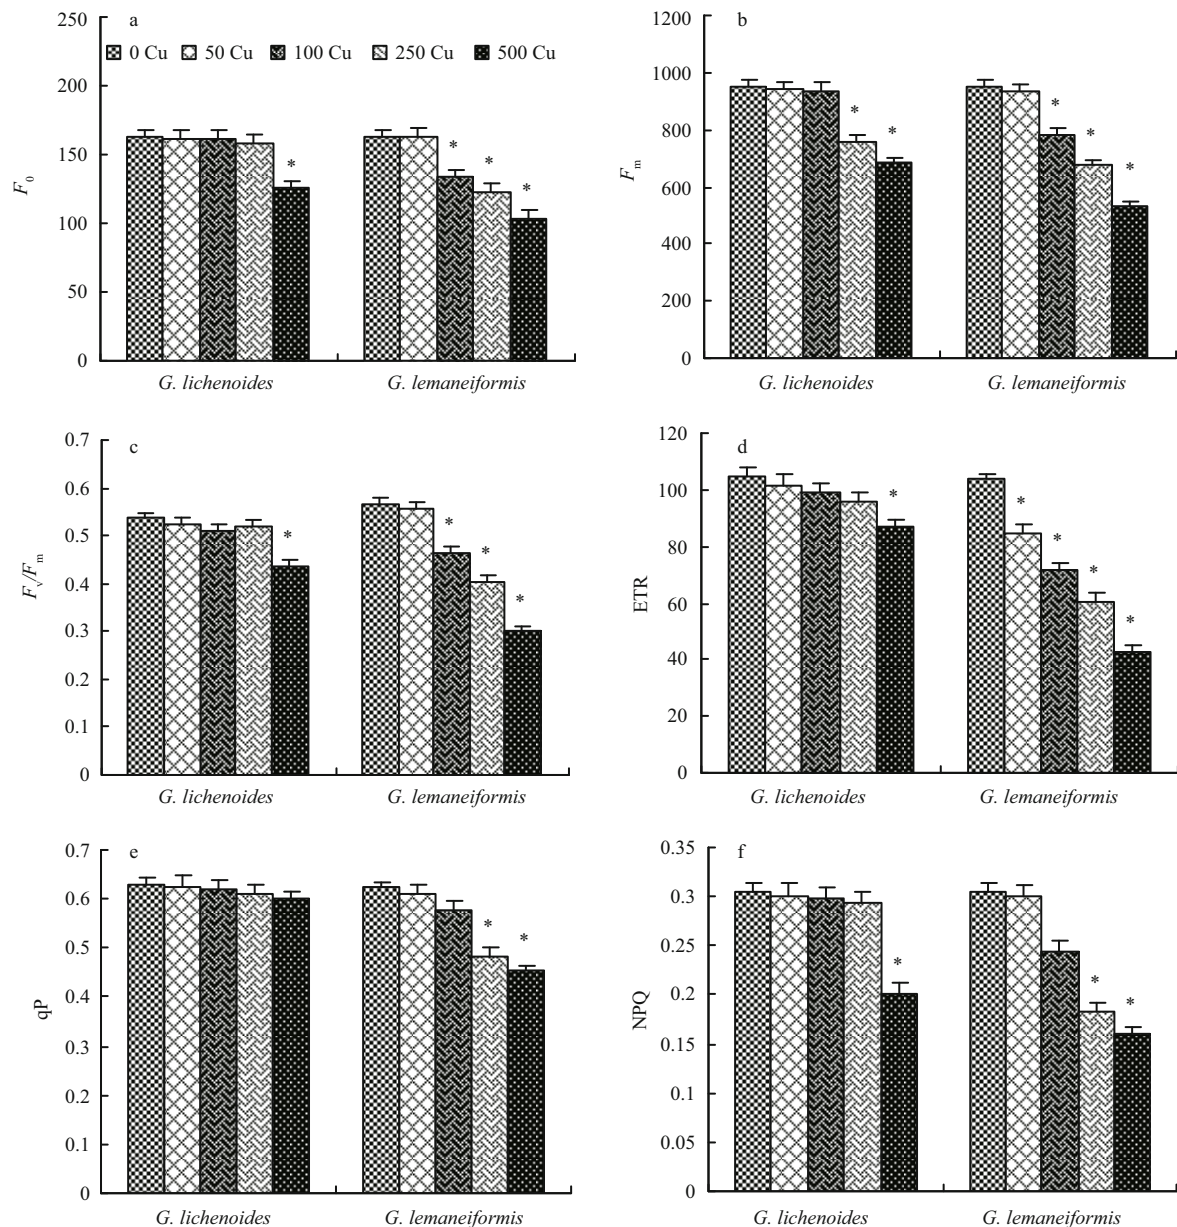 a
0 Cu 50 Cu 100 Cu 250 Cu 500 Cu
250
200
150
100
50
0
F0
* * * *
G. lichenoides G. lemaneiformis
b
1200
1000
800
600
400
200
0
Fm
* * * * *
G. lichenoides G. lemaneiformis
c
0.7
0.6
0.5
0.4
0.3
0.2
0.1
0
Fv/Fm
* * * *
G. lichenoides G. lemaneiformis
d
120
100
80
60
40
20
0
ETR
* * * * *
G. lichenoides G. lemaneiformis
e
0.7
0.6
0.5
0.4
0.3
0.2
0.1
0
qP
* *
G. lichenoides G. lemaneiformis
f
0.35
0.3
0.25
0.2
0.15
0.1
0.05
0
NPQ
* * *
G. lichenoides G. lemaneiformis